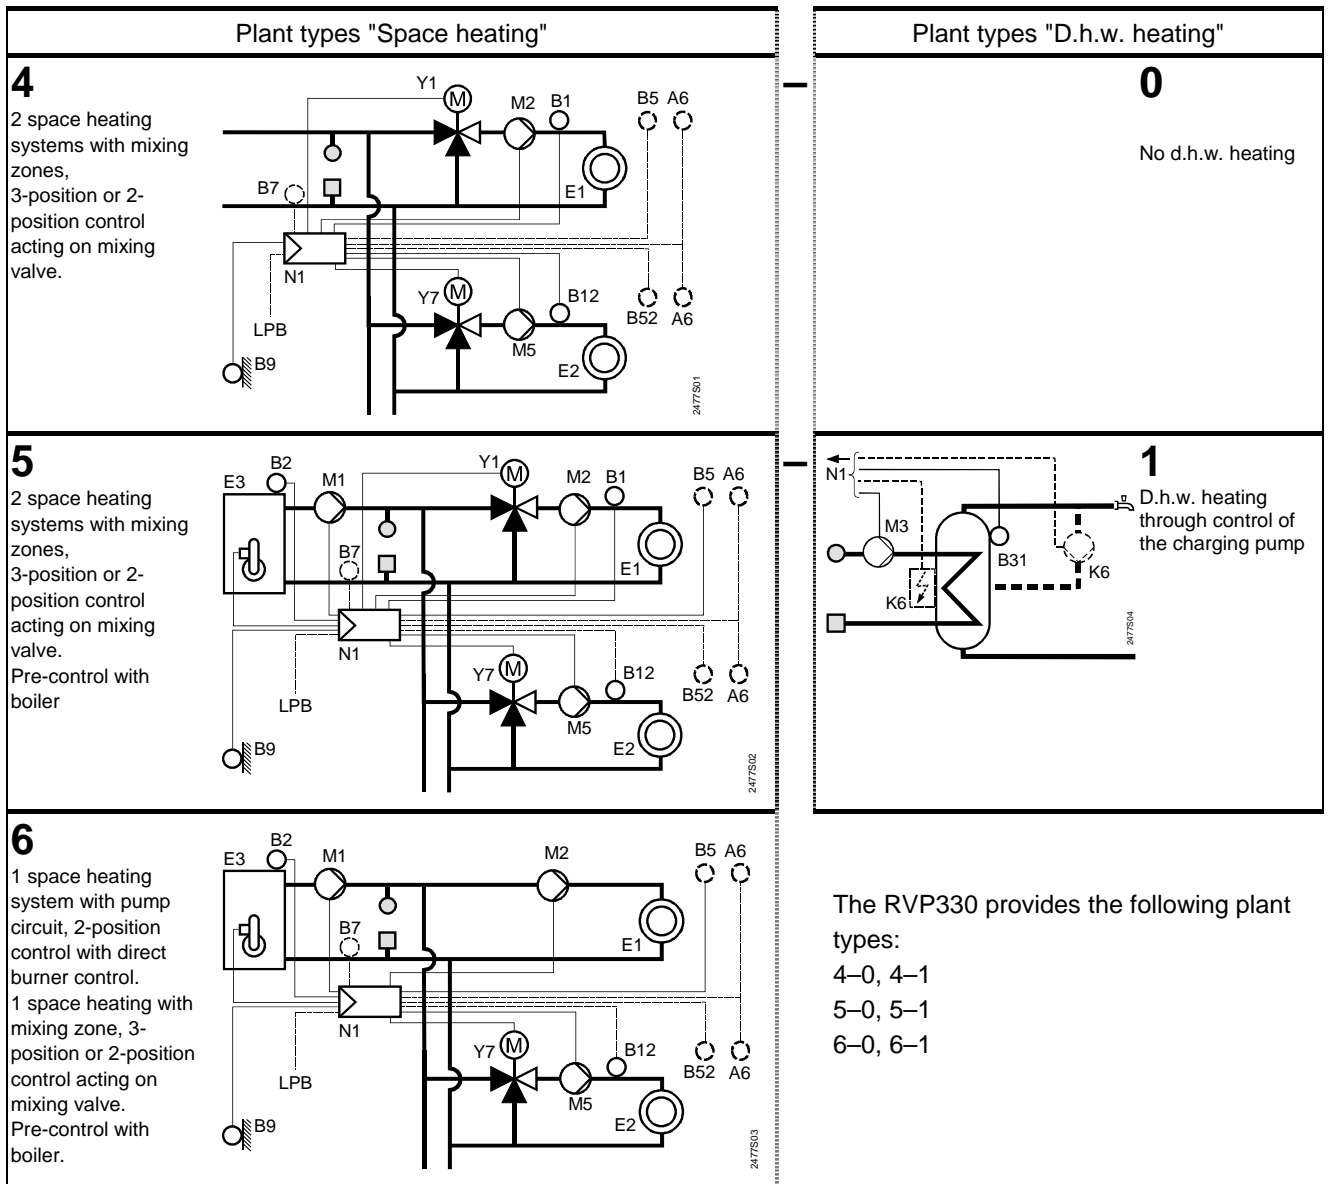 Plant types "Space heating"
Plant types "D.h.w. heating"
4
2 space heating
systems with mixing
zones,
3-position or 2-
position control
acting on mixing
valve.
Y1
M
M2
B1
B5
A6
B7
E1
N1
Y7
M
B12
LPB
M5
B52
A6
B9
E2
2477S01
–
0
No d.h.w. heating
5
2 space heating
systems with mixing
zones,
3-position or 2-
position control
acting on mixing
valve.
Pre-control with
boiler
E3
B2
M1
Y1
M
M2
B1
B5
A6
B7
E1
N1
Y7
M
B12
LPB
M5
B52
A6
B9
E2
2477S02
–
1
D.h.w. heating
through control of
the charging pump
N1
M3
B31
K6
K6
2477S04
6
1 space heating
system with pump
circuit, 2-position
control with direct
burner control.
1 space heating with
mixing zone, 3-
position or 2-position
control acting on
mixing valve.
Pre-control with
boiler.
E3
B2
M1
M2
B5
A6
B7
E1
N1
Y7
M
B12
LPB
M5
B52
A6
B9
E2
2477S03
The RVP330 provides the following plant
types:
4–0, 4–1
5–0, 5–1
6–0, 6–1